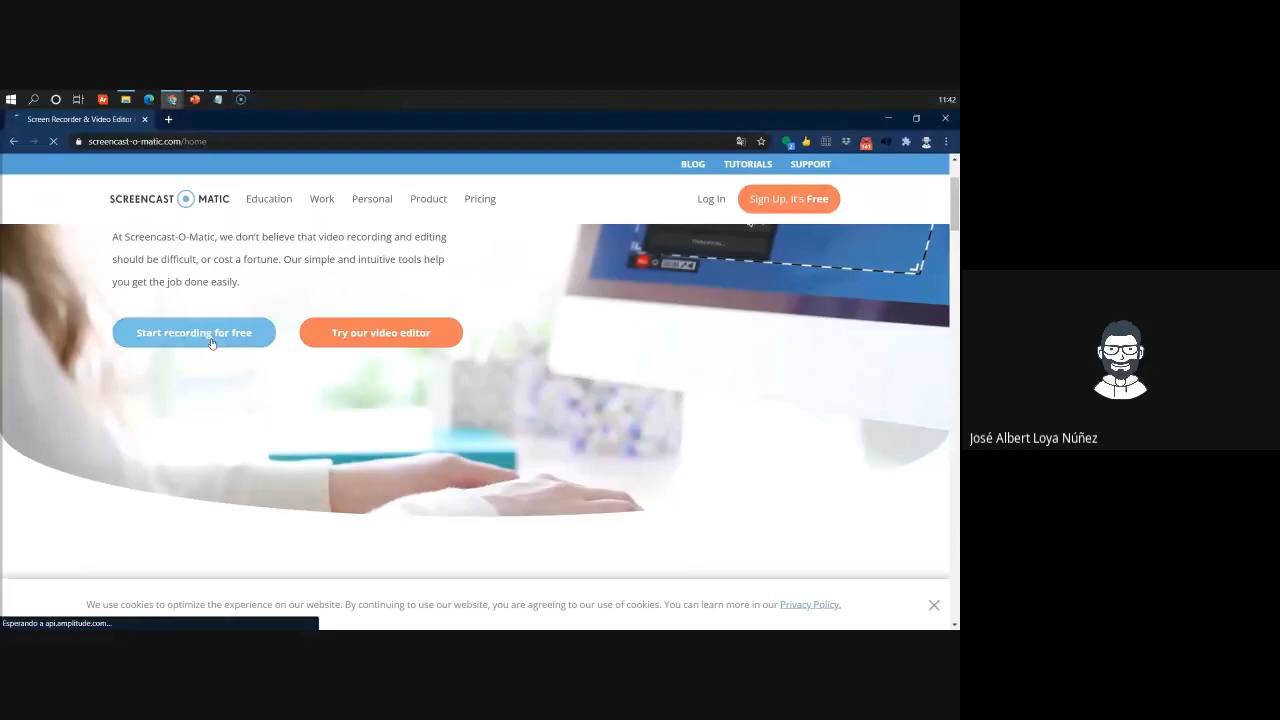 11:42
Screen Recorder & Video Editor
screencast-o-matic.com/home
2
141
BLOG TUTORIALS SUPPORT
SCREENCAST MATIC Education Work Personal Product Pricing Log In Sign Up, It's Free
At Screencast-O-Matic, we don't believe that video recording and editing
should be difficult, or cost a fortune. Our simple and intuitive tools help
you get the job done easily.
Start recording for free Try our video editor
José Albert Loya Núñez
We use cookies to optimize the experience on our website. By continuing to use our website, you are agreeing to our use of cookies. You can learn more in our Privacy Policy.
Esperando a api.amplitude.com...